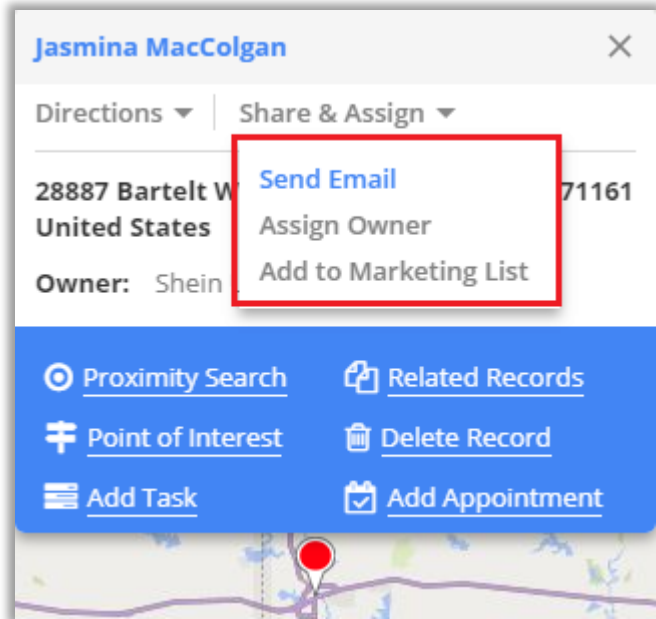 Jasmina MacColgan
Directions Share & Assign
28887 Bartelt 71161
United States
Owner: Shein
Send Email
Assign Owner
Add to Marketing List
Proximity Search Related Records
Point of Interest Delete Record
Add Task Add Appointment